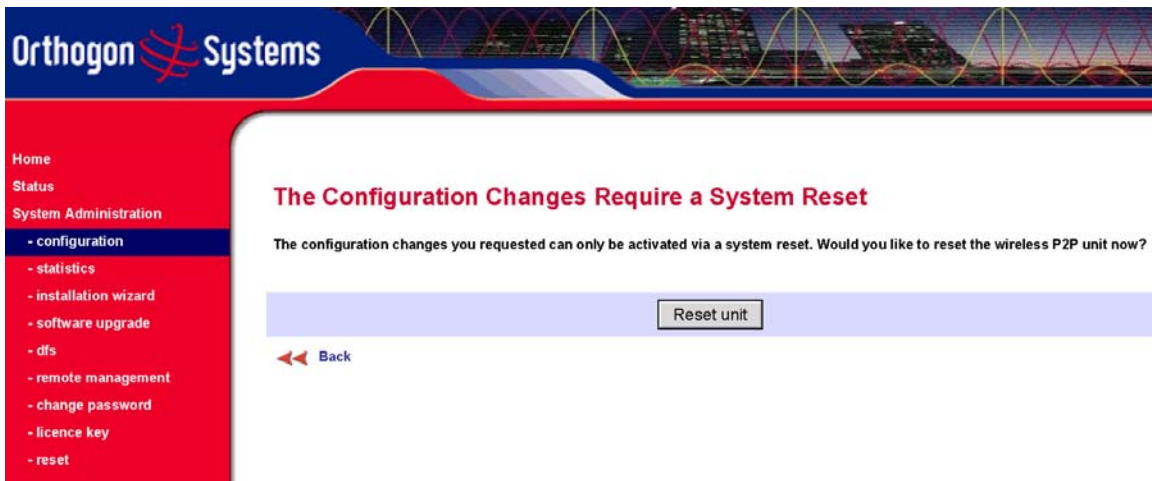 Orthogon Systems
Home
Status
System Administration
- configuration
- statistics
- installation wizard
- software upgrade
- dfs
- remote management
- change password
- licence key
- reset
The Configuration Changes Require a System Reset
The configuration changes you requested can only be activated via a system reset. Would you like to reset the wireless P2P unit now?
Reset unit
Back